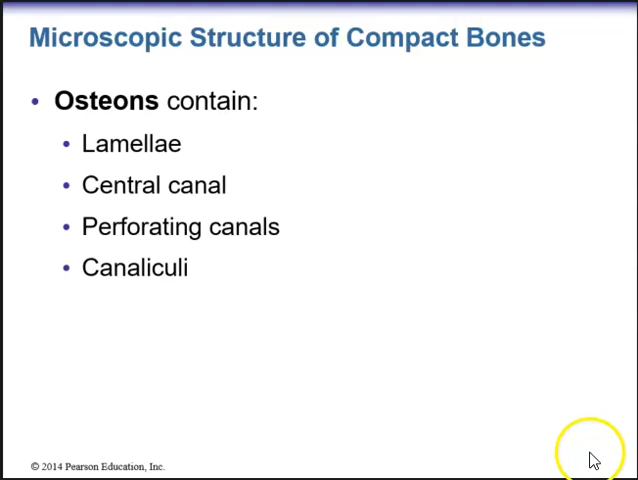 Microscopic Structure of Compact Bones
• Osteons contain:
• Lamellae
• Central canal
• Perforating canals
• Canaliculi
© 2014 Pearson Education, Inc.